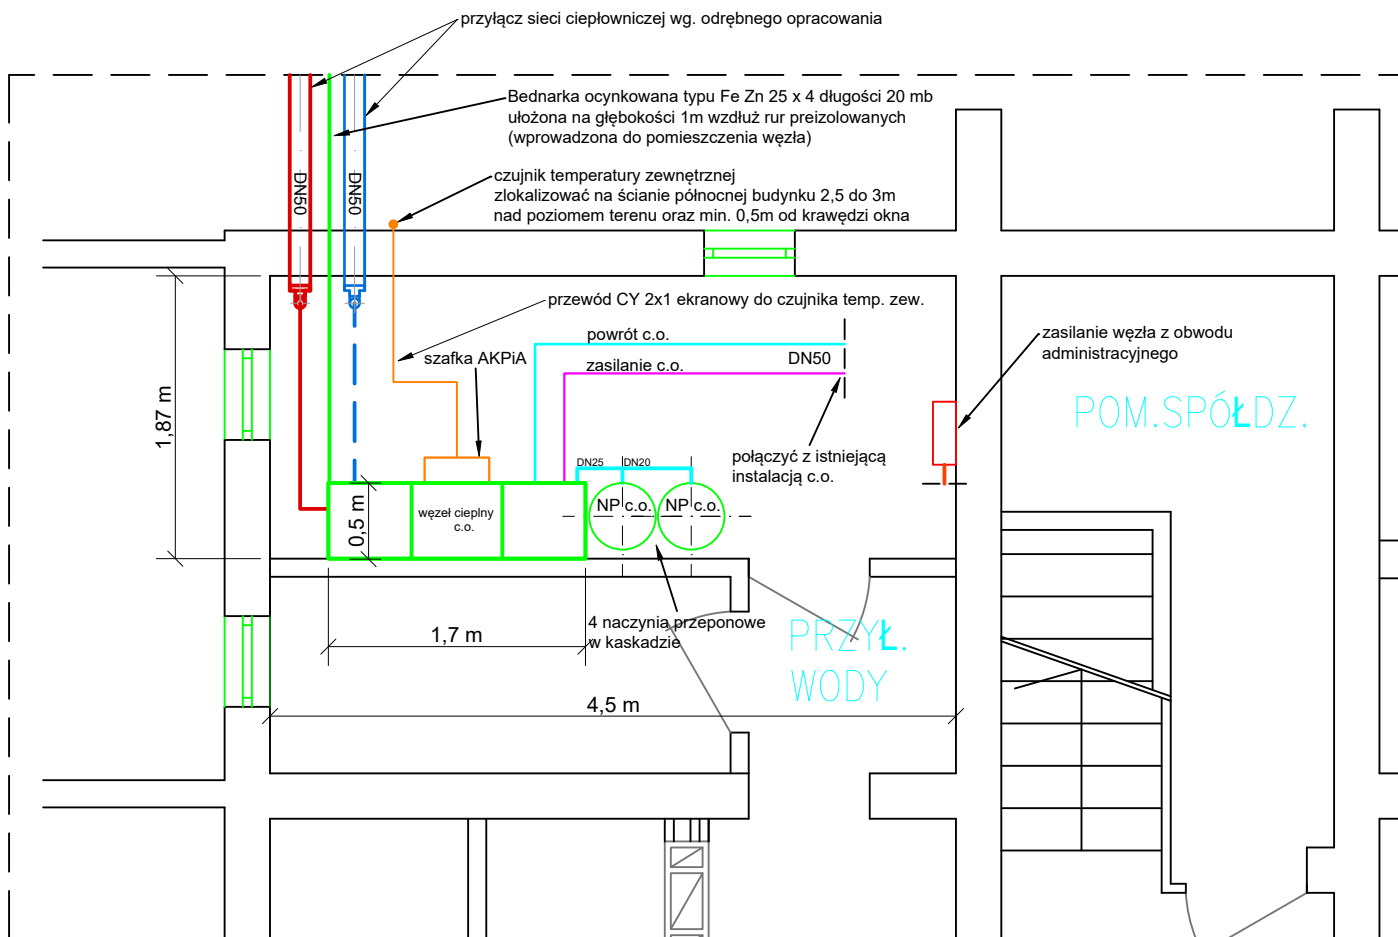 przyłącz sieci ciepłowniczej wg. odrębnego opracowania
Bednarka ocynkowana typu Fe Zn 25 x 4 długości 20 mb
ułożona na głębokości 1m wzdłuż rur preizolowanych
(wprowadzona do pomieszczenia węzła)
czujnik temperatury zewnętrznej
zlokalizować na ścianie północnej budynku 2,5 do 3m
nad poziomem terenu oraz min. 0,5m od krawędzi okna
DN50
DN50
przewód CY 2x1 ekranowy do czujnika temp. zew.
powrót c.o.
szafka AKPiA
zasilanie c.o.
DN50
zasilanie węzła z obwodu
administracyjnego
POM.SPÓŁDZ.
1,87 m
połączyć z istniejącą
instalacją c.o.
DN25
DN20
0,5 m
węzeł cieplny
c.o.
NP c.o.
NP c.o.
4 naczynia przeponowe
w kaskadzie
1,7 m
PRZYŁ.
WODY
4,5 m